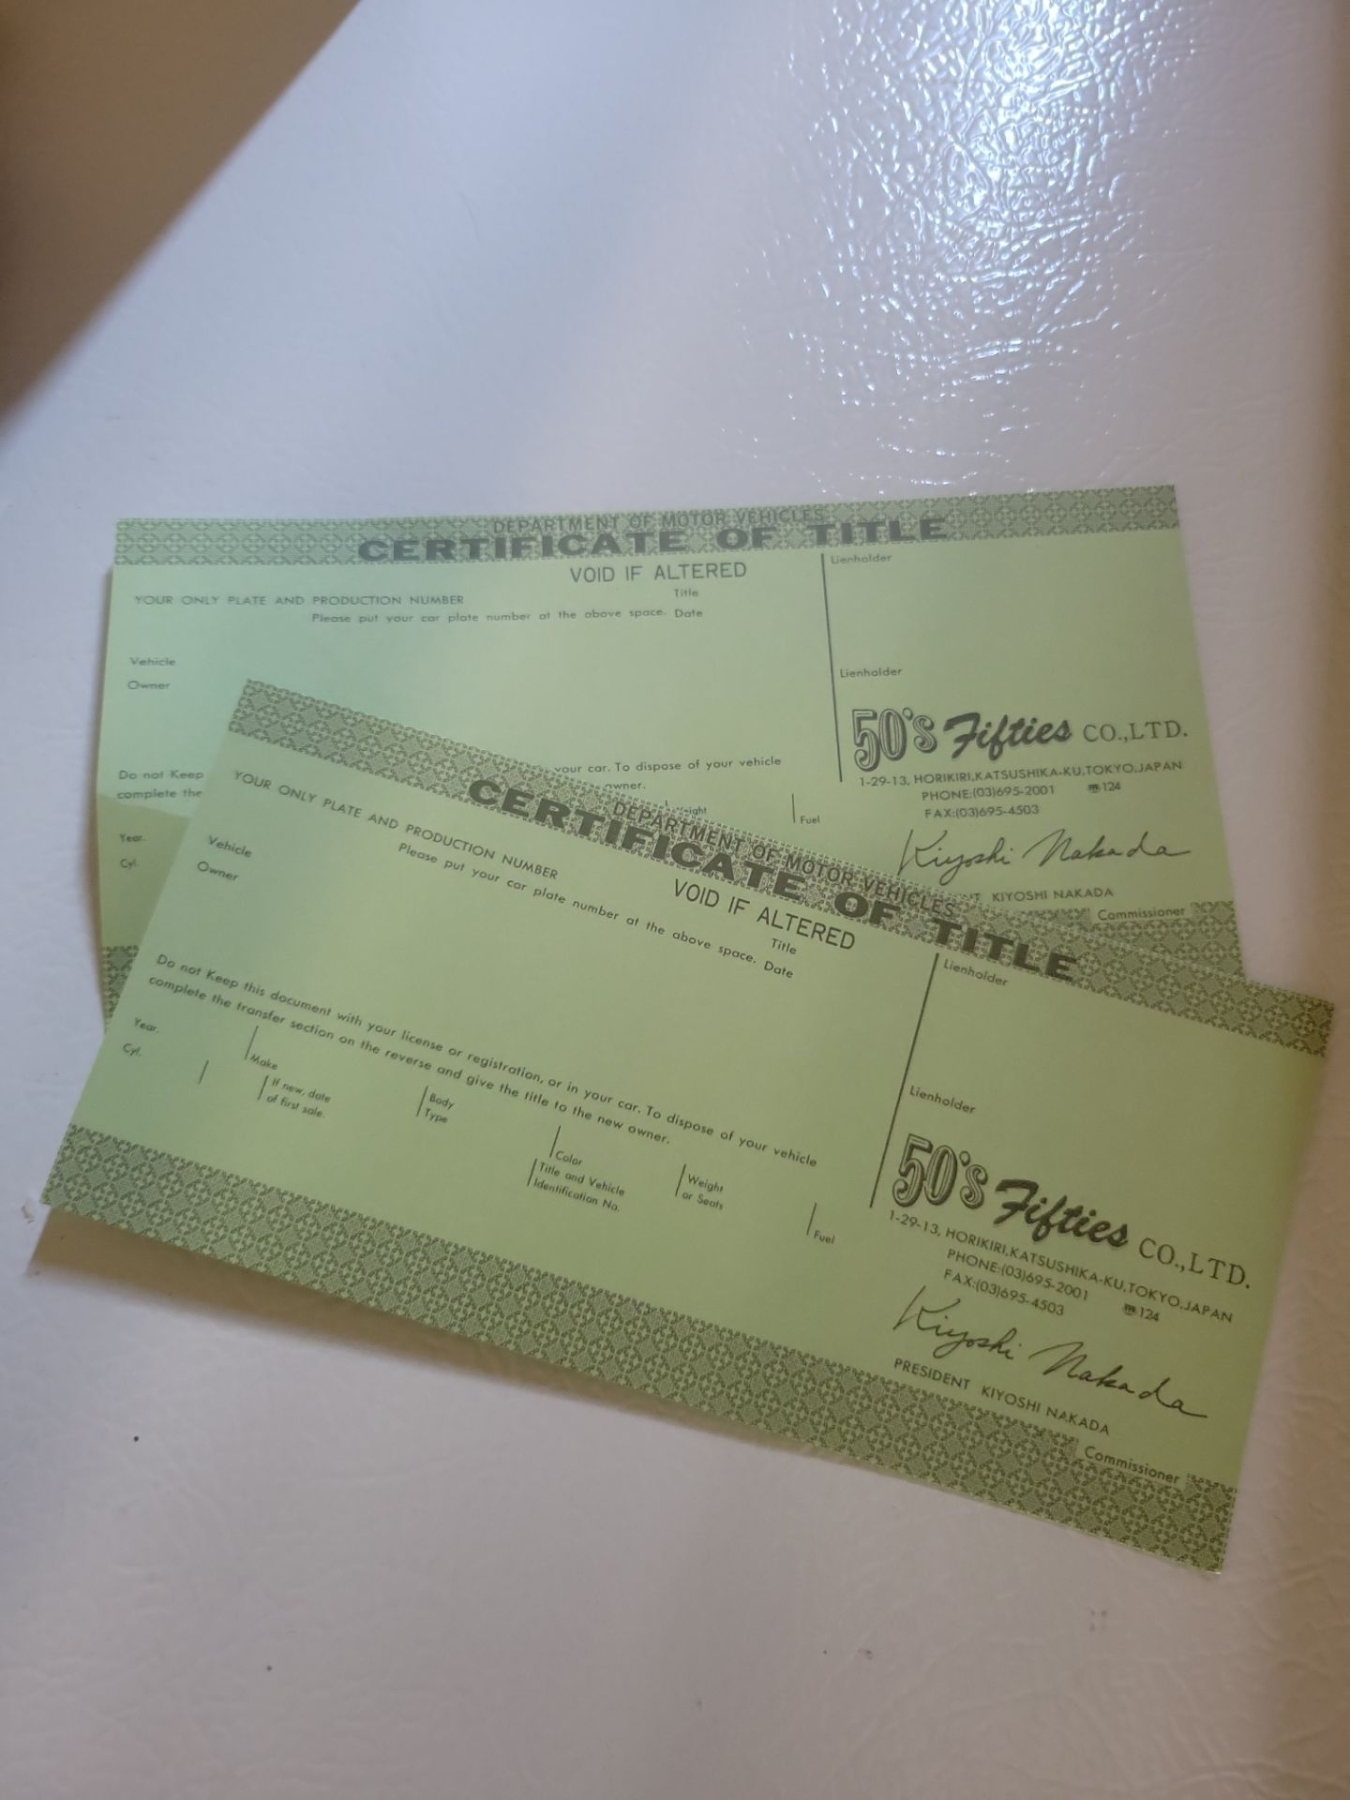 DEPARTMENT OF MOTOR VEHICLES
CERTIFICATE OF TITLE
VOID IF ALTERED
YOUR ONLY PLATE AND PRODUCTION NUMBER
Title
Please put your car plate number at the above space. Date
Vehicle
Owner
Do not Keep
complete the
your car. To dispose of your vehicle
owner.
Year.
Cyl.
Fuel
Lienholder
Lienholder
50's Fifties CO.,LTD.
1-29-13, HORIKIRI,KATSUSHIKA-KU,TOKYO,JAPAN
PHONE:(03)695-2001 124
FAX:(03)695-4503
Kiyoshi Nakada
KIYOSHI NAKADA
Commissioner
DEPARTMENT OF MOTOR VEHICLES
CERTIFICATE OF TITLE
VOID IF ALTERED
YOUR ONLY PLATE AND PRODUCTION NUMBER
Title
Please put your car plate number at the above space. Date
Vehicle
Owner
Do not Keep this document with your license or registration, or in your car. To dispose of your vehicle
complete the transfer section on the reverse and give the title to the new owner.
Year.
Make
Body
Type
Color
Weight
or Seats
Fuel
Cyl.
If new, date
of first sale.
Title and Vehicle
Identification No.
Lienholder
Lienholder
50's Fifties CO.,LTD.
1-29-13, HORIKIRI,KATSUSHIKA-KU,TOKYO,JAPAN
PHONE:(03)695-2001 124
FAX:(03)695-4503
Kiyoshi Nakada
PRESIDENT KIYOSHI NAKADA
Commissioner